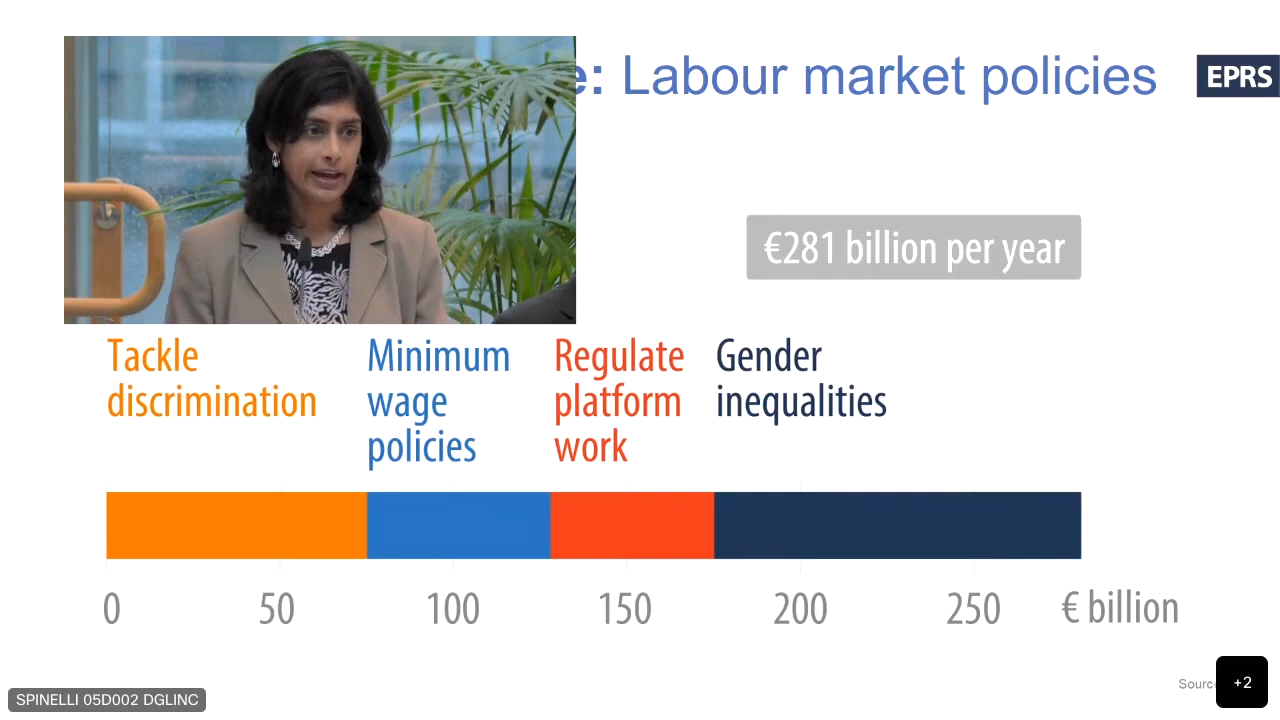 e: Labour market policies
EPRS
€281 billion per year
Tackle
discrimination
Minimum
wage
policies
Regulate
platform
work
Gender
inequalities
0 50 100 150 200 250 € billion
Sourc
+2
SPINELLI 05D002 DGLINC